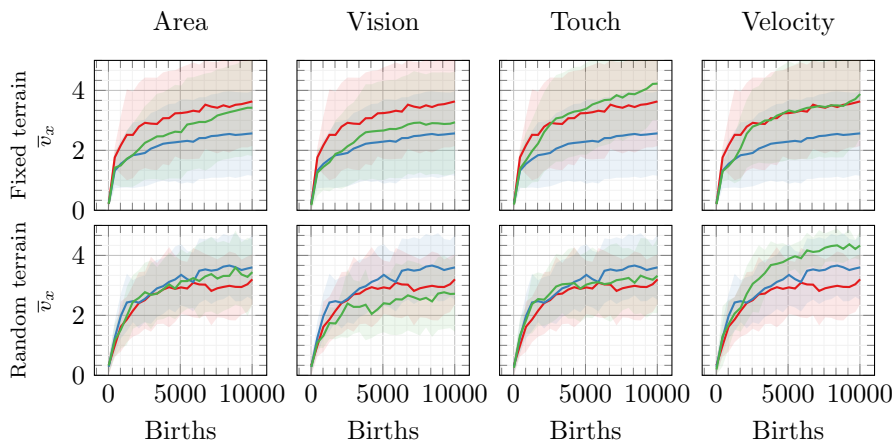 Area Vision Touch Velocity
Fixed terrain
v̅ₓ
4
2
0
Random terrain
v̅ₓ
4
2
0
0 5000 10000 0 5000 10000 0 5000 10000 0 5000 10000
Births Births Births Births